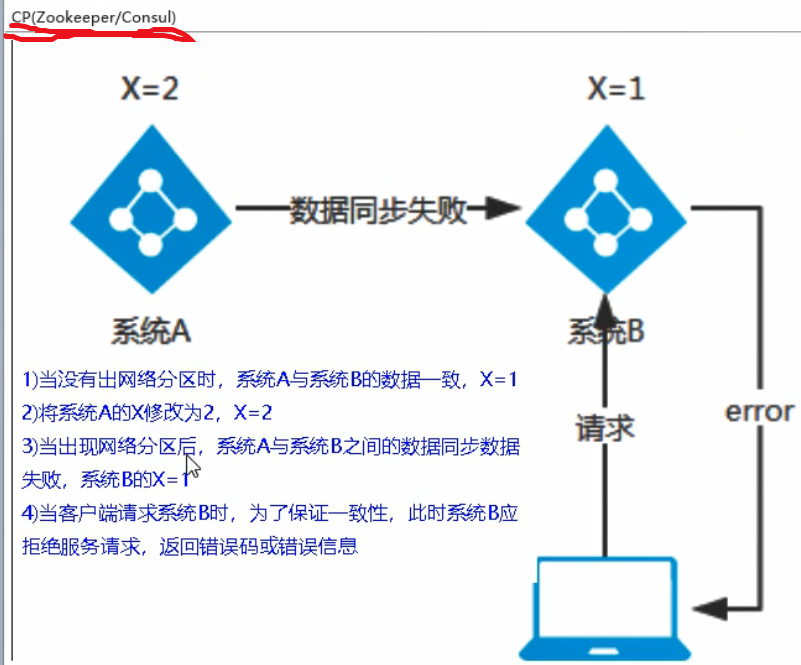 CP(Zookeeper/Consul)
X=2
X=1
数据同步失败
系统A
系统B
1)当没有出网络分区时，系统A与系统B的数据一致，X=1
2)将系统A的X修改为2，X=2
3)当出现网络分区后，系统A与系统B之间的数据同步数据
失败，系统B的X=1
4)当客户端请求系统B时，为了保证一致性，此时系统B应
拒绝服务请求，返回错误码或错误信息
请求
error